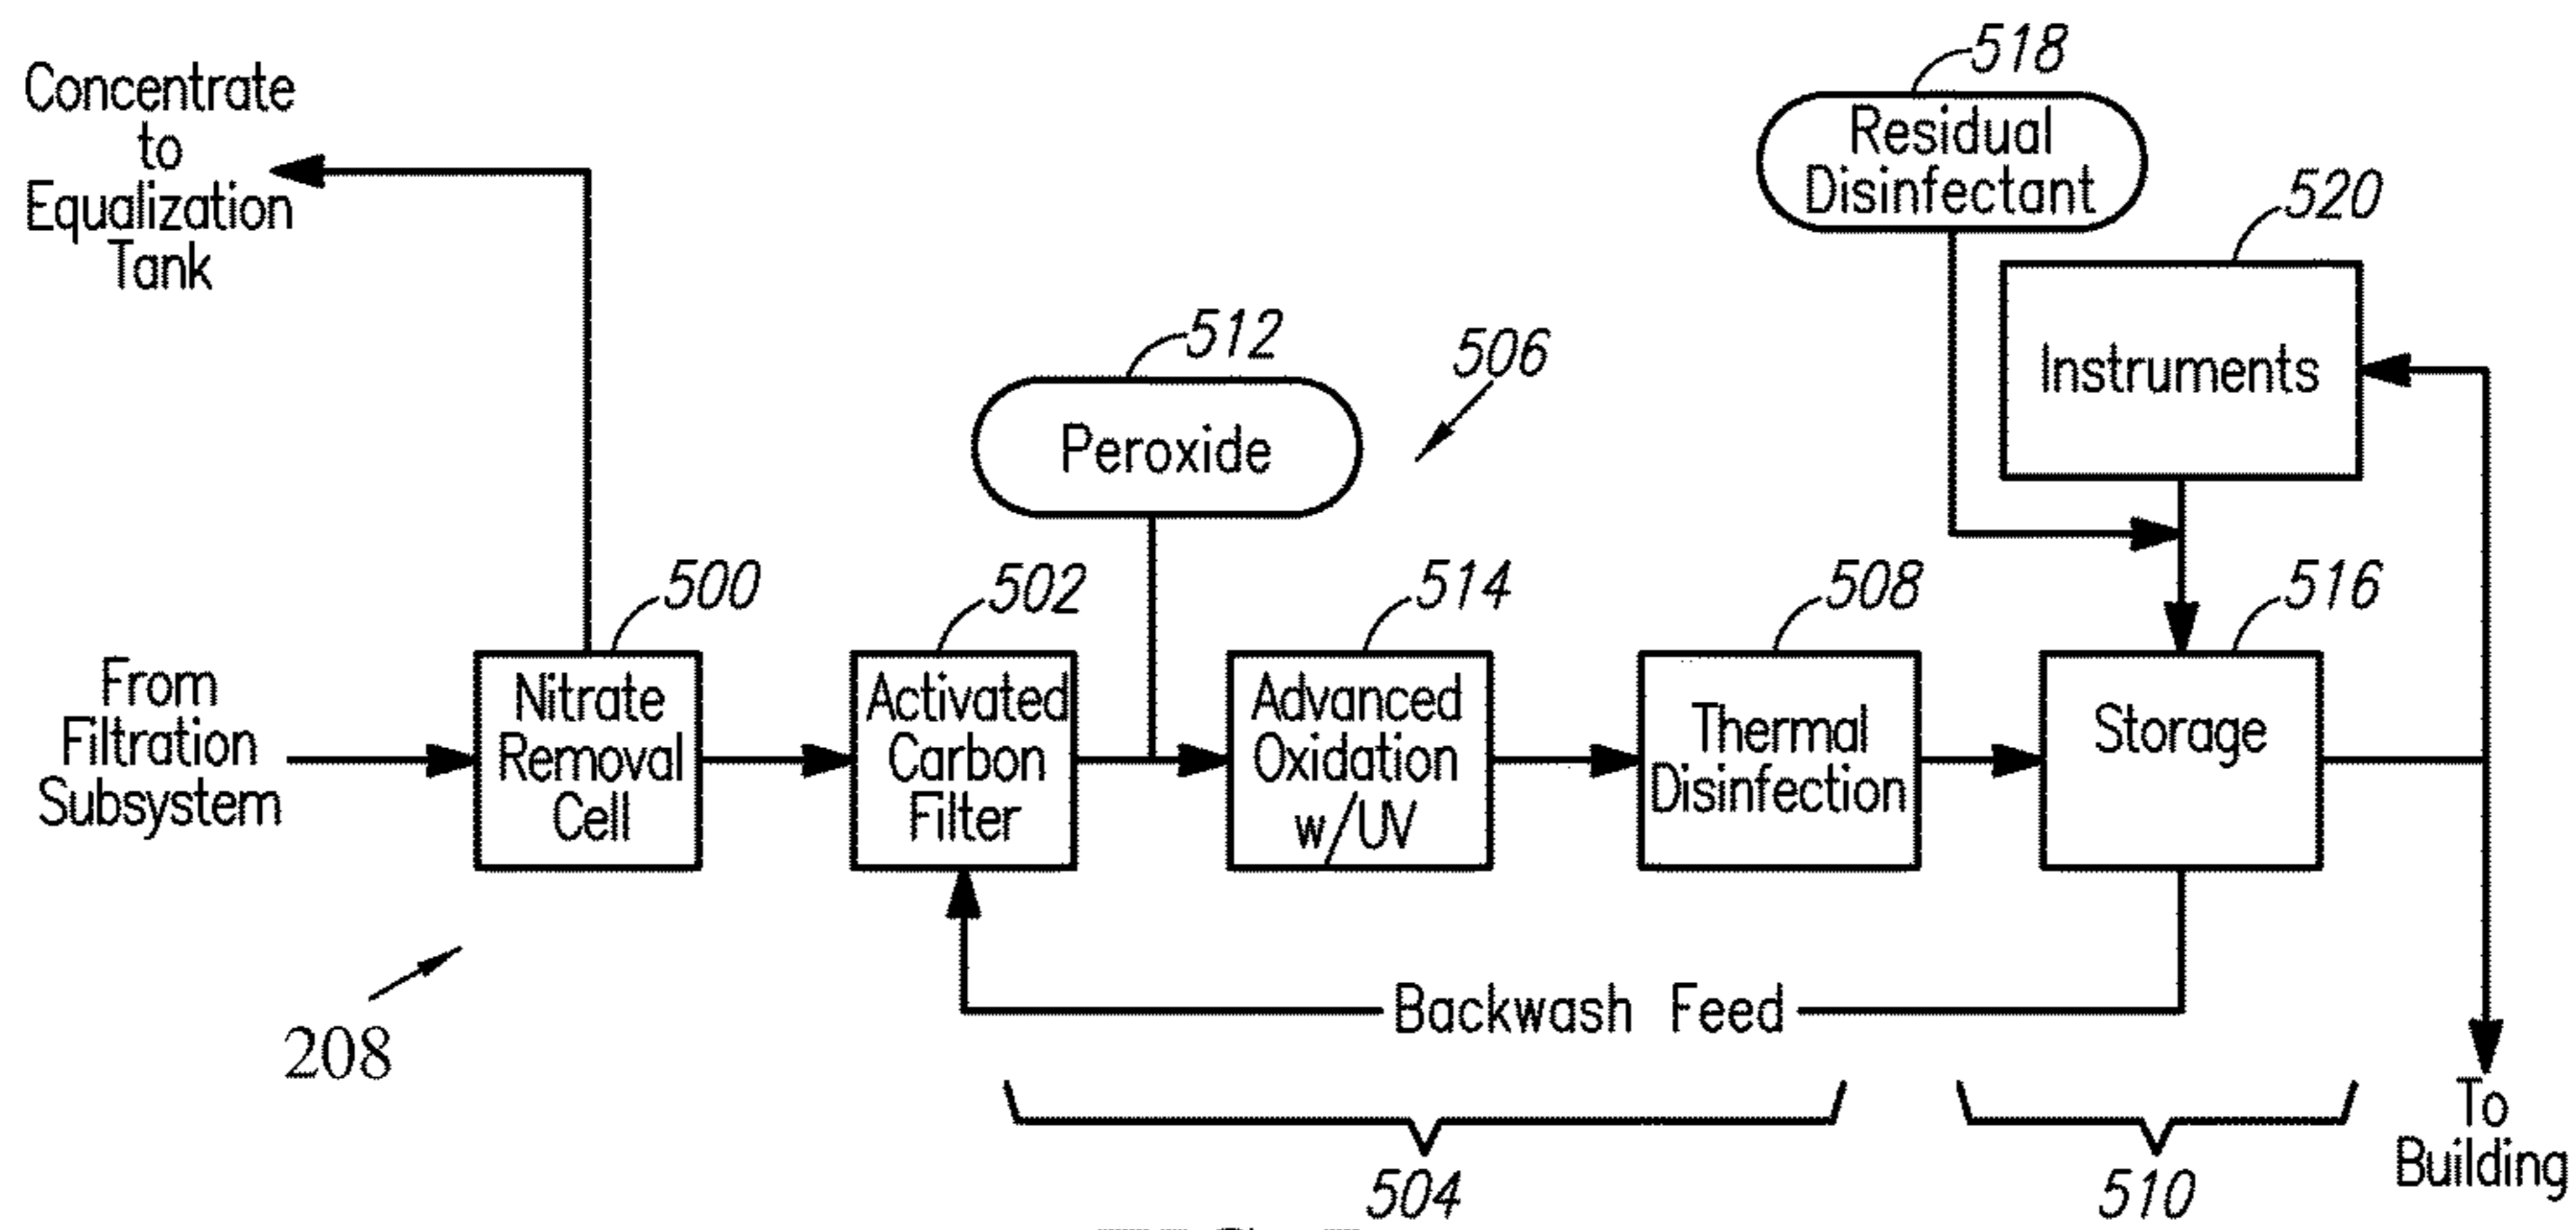 Concentrate
to
Equalization
Tank
518
Residual
Disinfectant
520
Instruments
512
Peroxide
506
500
502
514
508
516
From
Filtration
Subsystem
Nitrate
Removal
Cell
Activated
Carbon
Filter
Advanced
Oxidation
w/UV
Thermal
Disinfection
Storage
208
Backwash Feed
504
510
To
Building